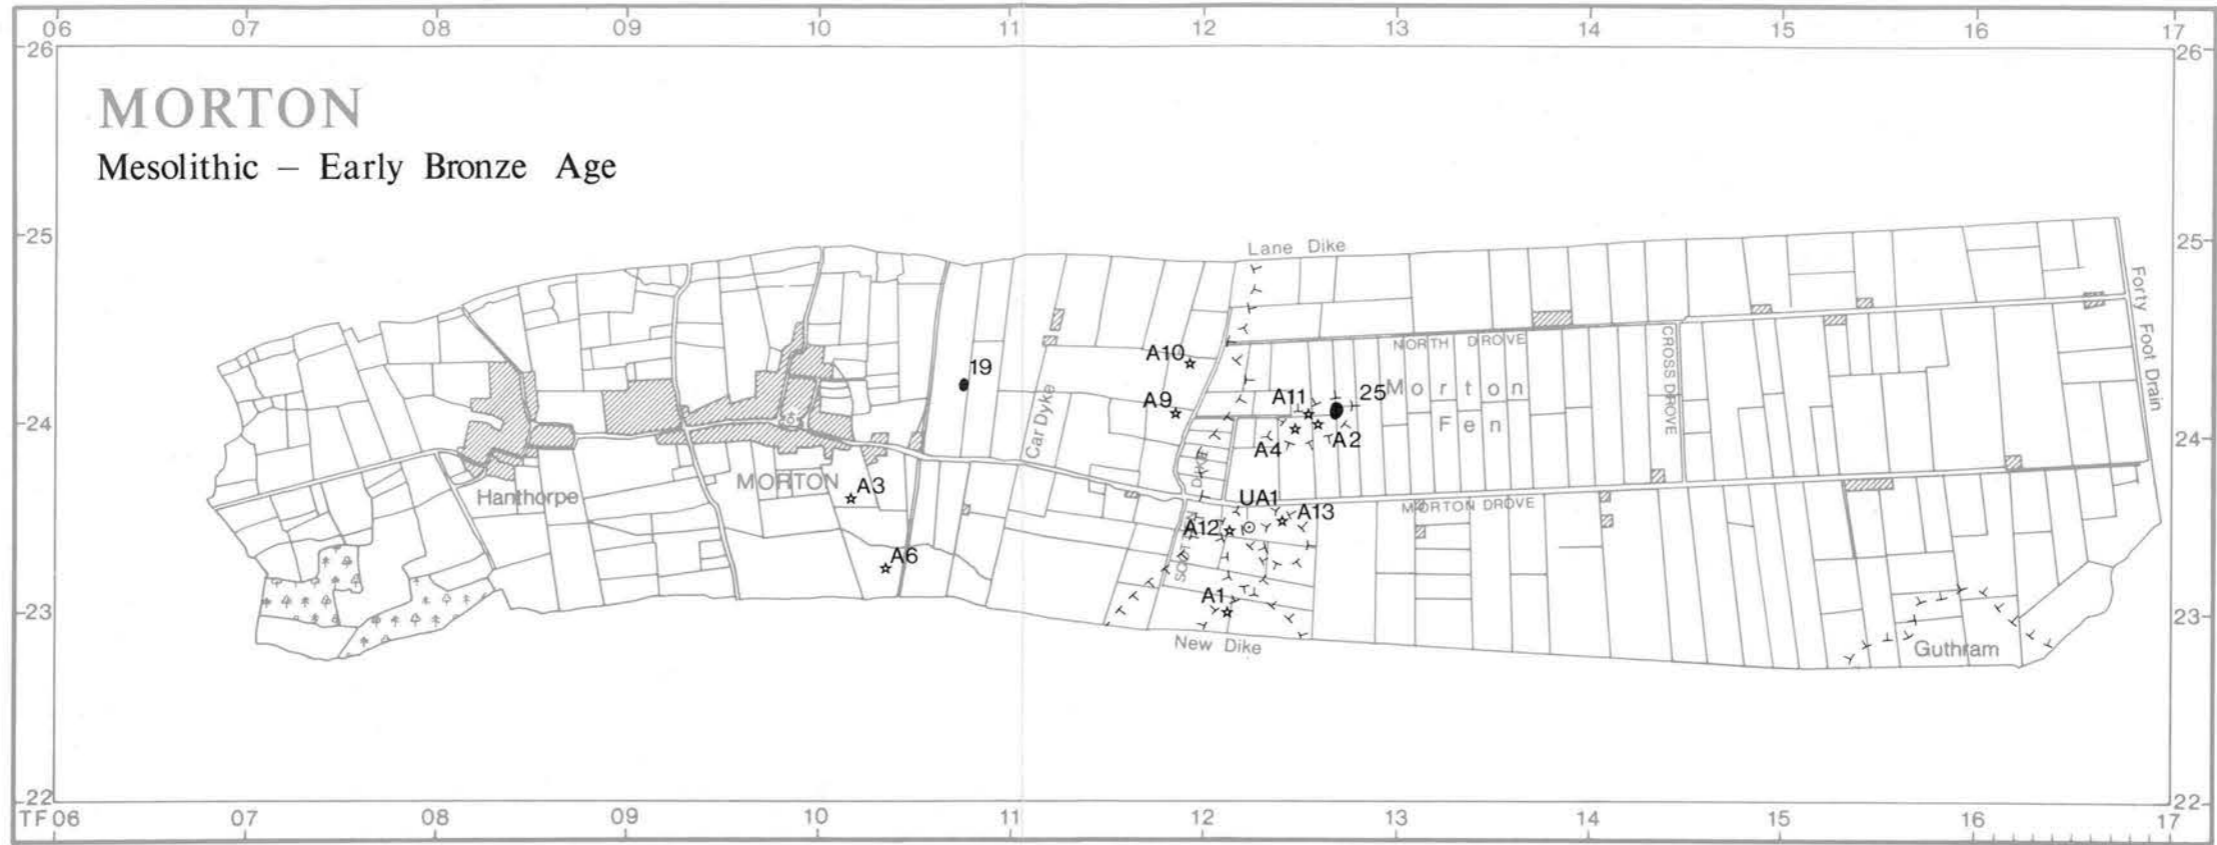 06 07 08 09 10 11 12 13 14 15 16 17
26 26
MORTON
Mesolithic – Early Bronze Age
25 25
Lane Dike
Forty Foot Drain
NORTH DROVE
CROSS DROVE
A10
19
A9
Car Dyke
A11
25
Morton
Fen
24 24
A4
A2
DIKE
Hanthorpe
MORTON
A3
UA1
A13
MORTON DROVE
A12
A6
A1
23 23
New Dike
Guthram
22 22
TF 06 07 08 09 10 11 12 13 14 15 16 17